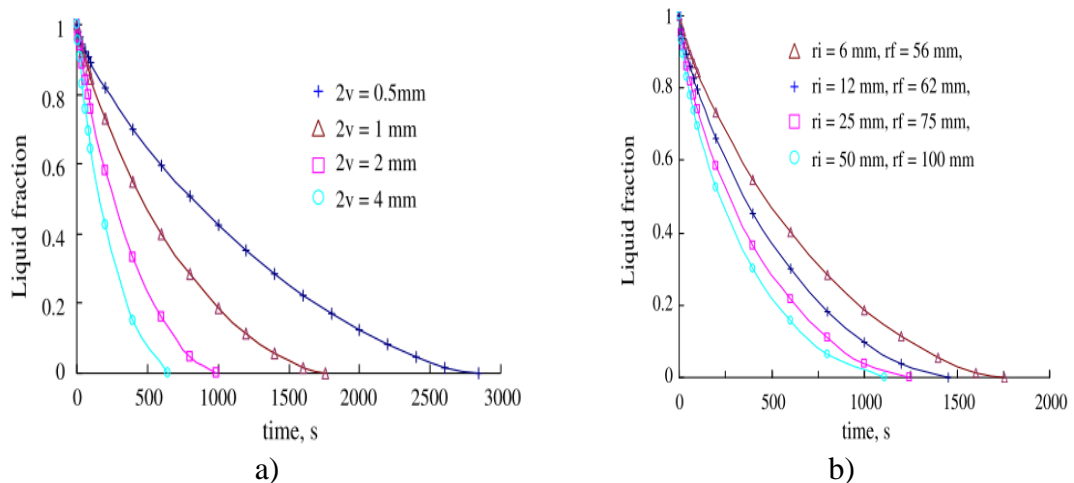 1
0.8
0.6
0.4
0.2
0
Liquid fraction
0
500
1000
1500
2000
2500
3000
time, s
2v = 0.5mm
2v = 1 mm
2v = 2 mm
2v = 4 mm
a)
1
0.8
0.6
0.4
0.2
0
Liquid fraction
0
500
1000
1500
2000
time, s
ri = 6 mm, rf = 56 mm,
ri = 12 mm, rf = 62 mm,
ri = 25 mm, rf = 75 mm,
ri = 50 mm, rf = 100 mm
b)